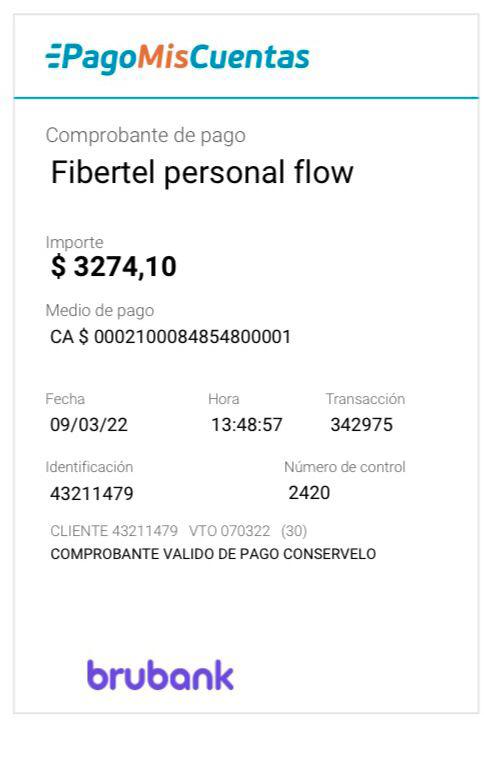 PagoMisCuentas
Comprobante de pago
Fibertel personal flow
Importe
$ 3274,10
Medio de pago
CA $ 0002100084854800001
Fecha Hora Transacción
09/03/22 13:48:57 342975
Identificación Número de control
43211479 2420
CLIENTE 43211479 VTO 070322 (30)
COMPROBANTE VALIDO DE PAGO CONSERVELO
brubank